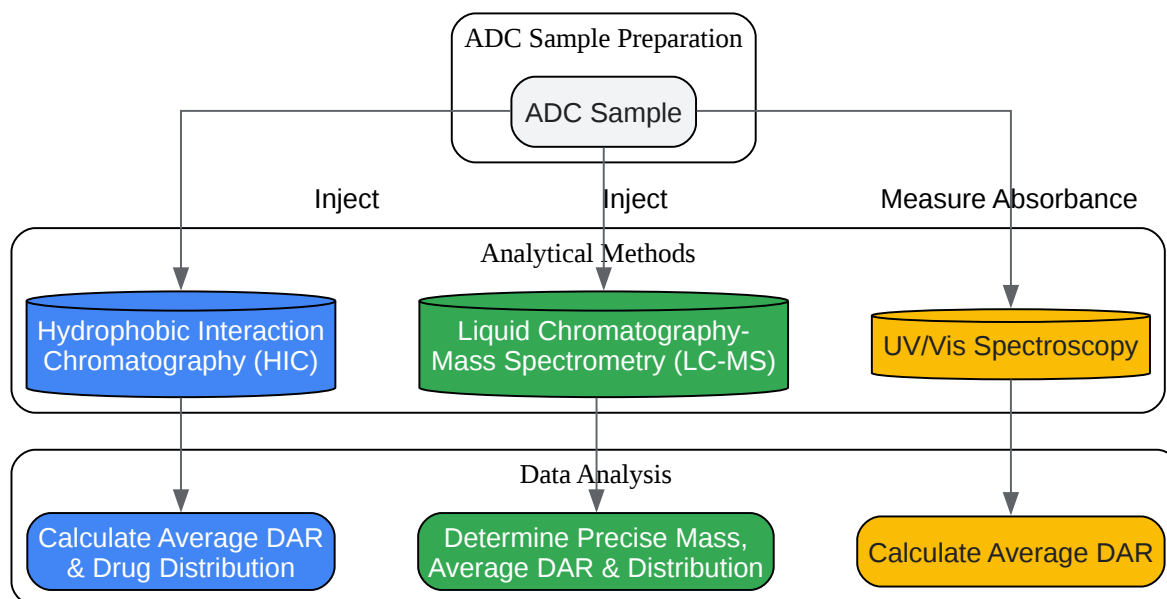 ADC Sample Preparation
ADC Sample
Inject
Inject
Measure Absorbance
Analytical Methods
Hydrophobic Interaction
Chromatography (HIC)
Liquid Chromatography-
Mass Spectrometry (LC-MS)
UV/Vis Spectroscopy
Data Analysis
Calculate Average DAR
& Drug Distribution
Determine Precise Mass,
Average DAR & Distribution
Calculate Average DAR